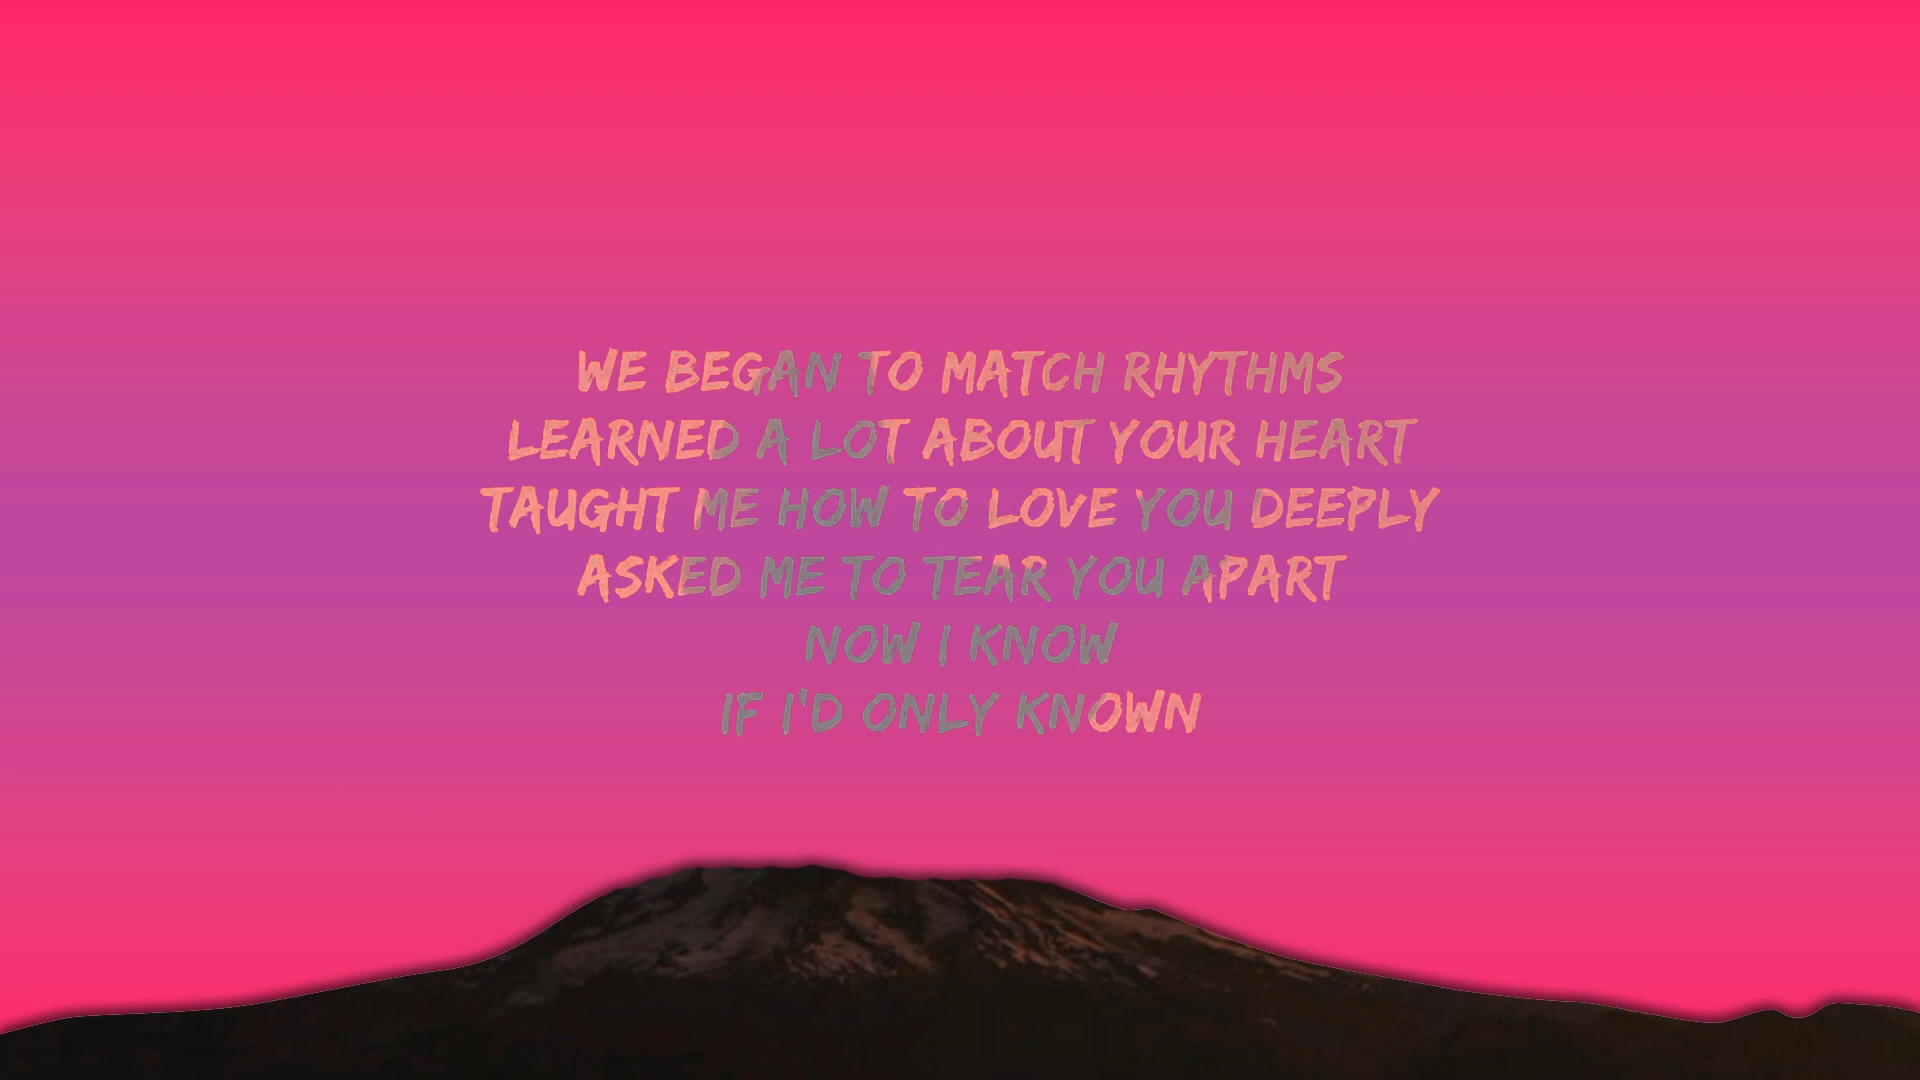 WE BEGAN TO MATCH RHYTHMS
LEARNED A LOT ABOUT YOUR HEART
TAUGHT ME HOW TO LOVE YOU DEEPLY
ASKED ME TO TEAR YOU APART
NOW I KNOW
IF I'D ONLY KNOWN